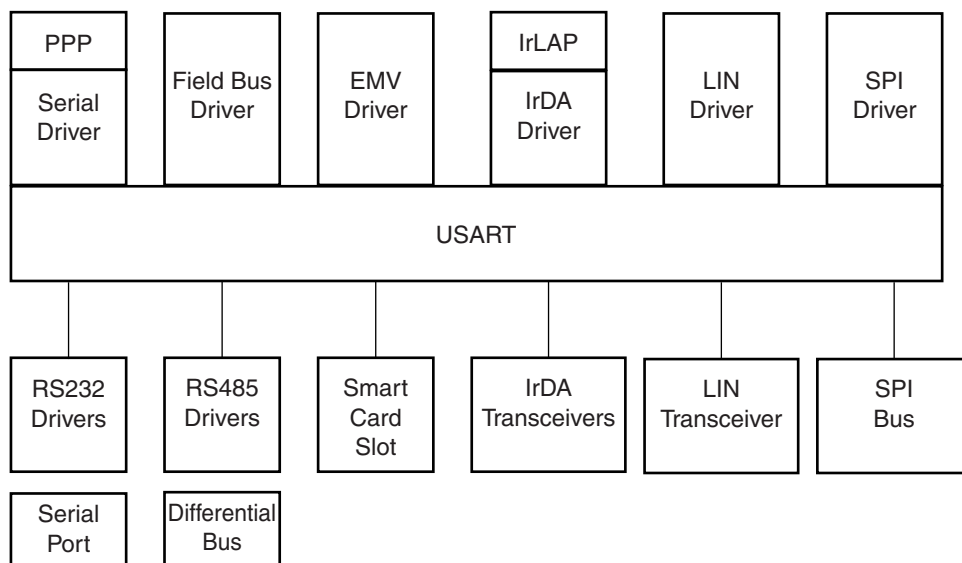 PPP
Serial
Driver
Field Bus
Driver
EMV
Driver
IrLAP
IrDA
Driver
LIN
Driver
SPI
Driver
USART
RS232
Drivers
RS485
Drivers
Smart
Card
Slot
IrDA
Transceivers
LIN
Transceiver
SPI
Bus
Serial
Port
Differential
Bus